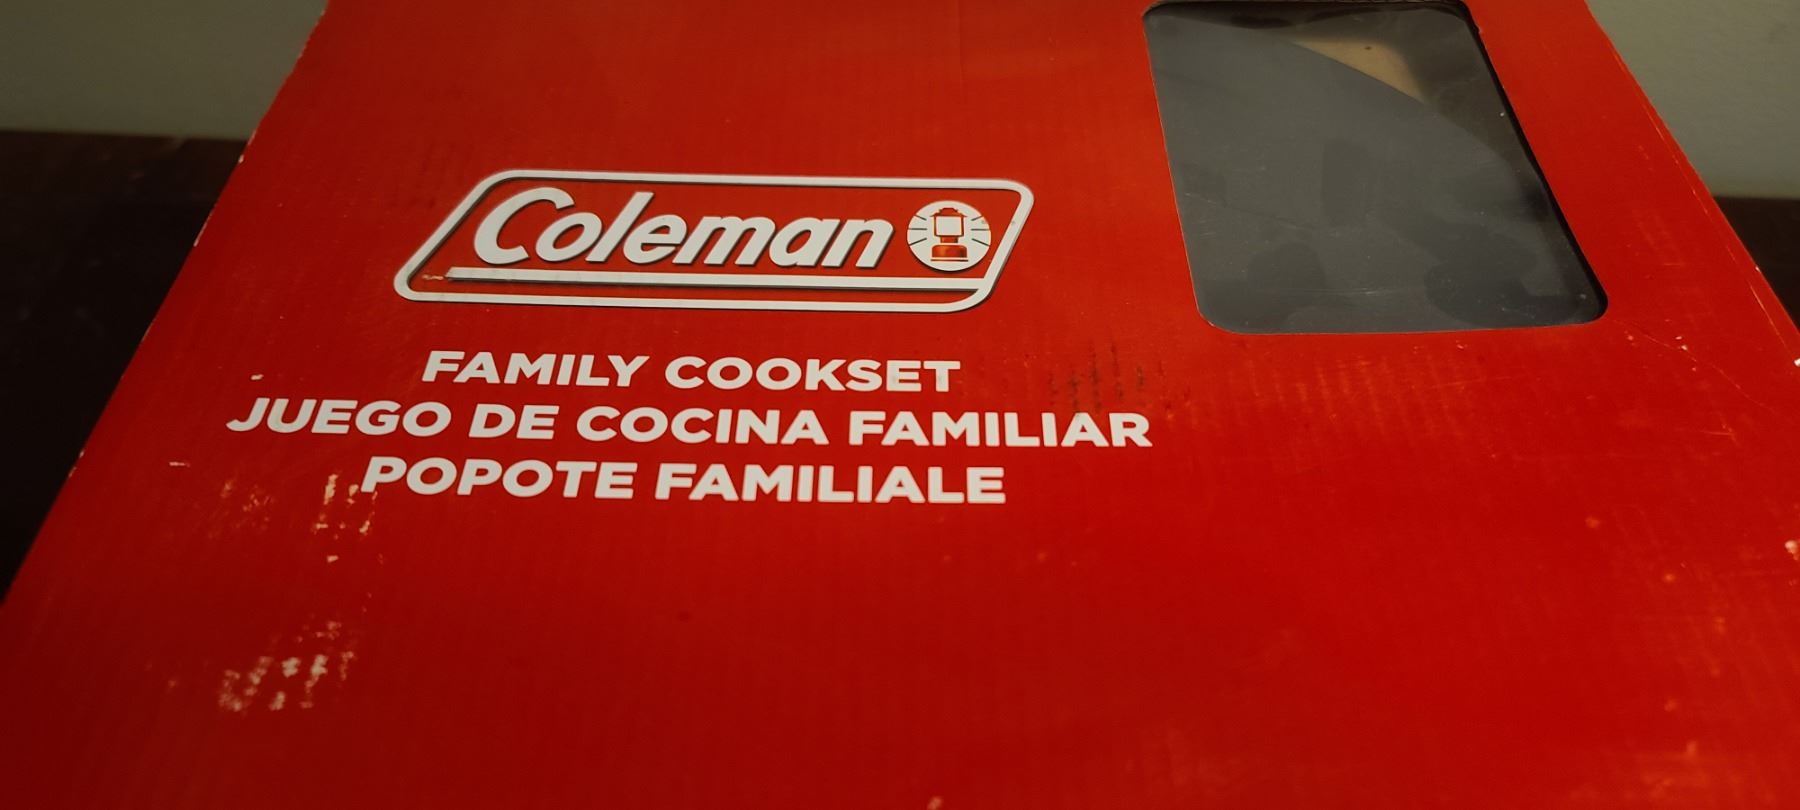 Coleman
FAMILY COOKSET
JUEGO DE COCINA FAMILIAR
POPOTE FAMILIALE